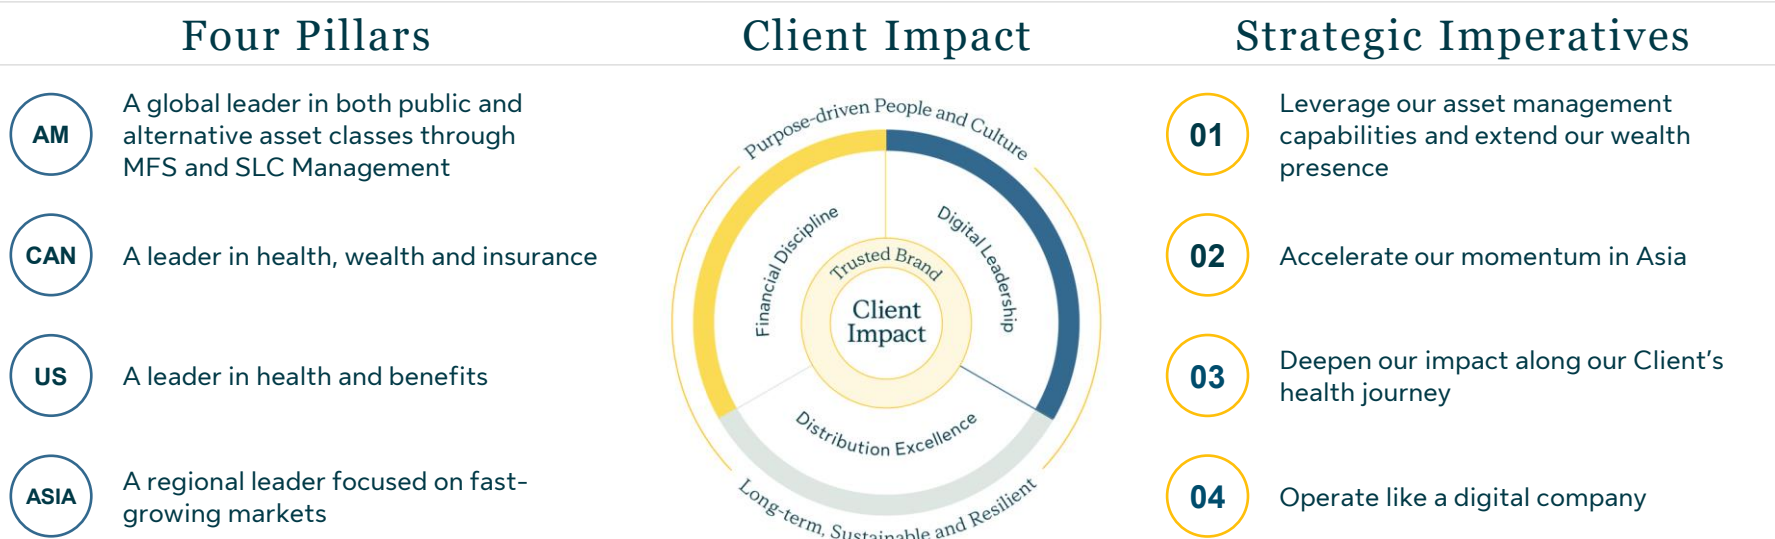 Four Pillars
AM
A global leader in both public and
alternative asset classes through
MFS and SLC Management
CAN
A leader in health, wealth and insurance
US
A leader in health and benefits
ASIA
A regional leader focused on fast-
growing markets
Client Impact
Purpose-driven People and Culture
Financial Discipline
Digital Leadership
Trusted Brand
Client
Impact
Distribution Excellence
Long-term, Sustainable and Resilient
Strategic Imperatives
01
Leverage our asset management
capabilities and extend our wealth
presence
02
Accelerate our momentum in Asia
03
Deepen our impact along our Client’s
health journey
04
Operate like a digital company